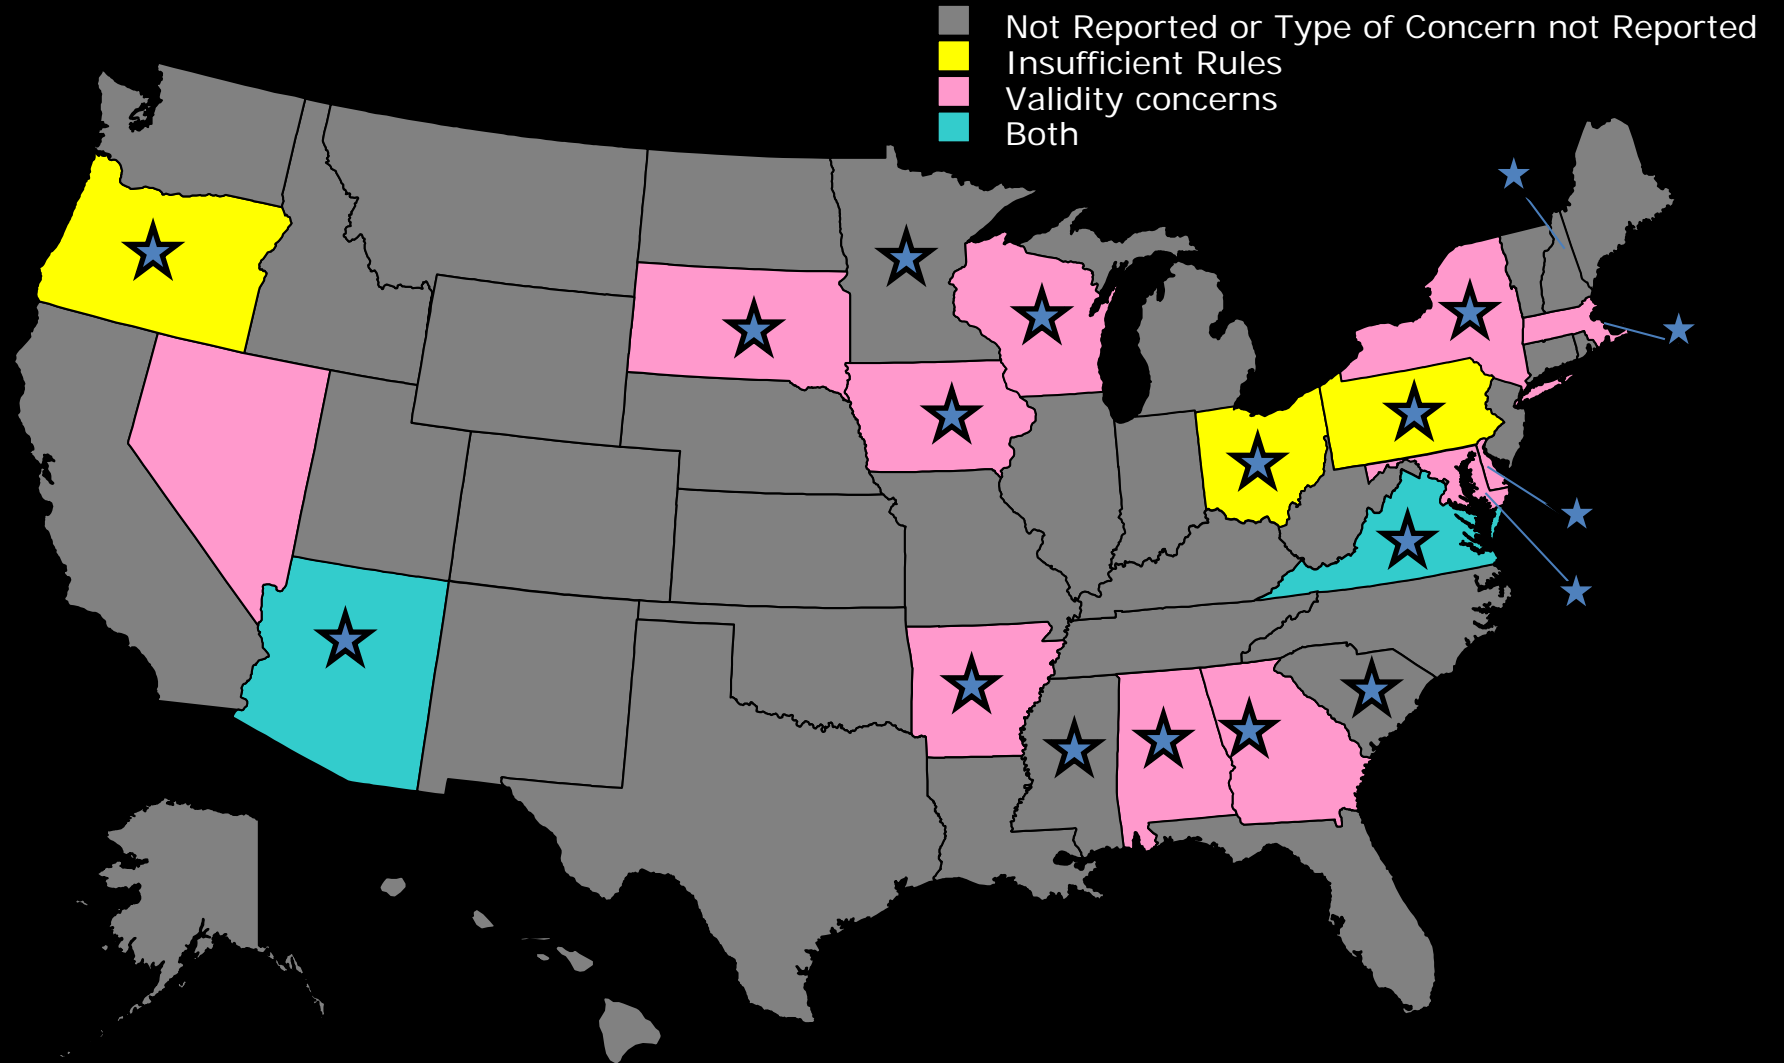 Not Reported or Type of Concern not Reported
Insufficient Rules
Validity concerns
Both